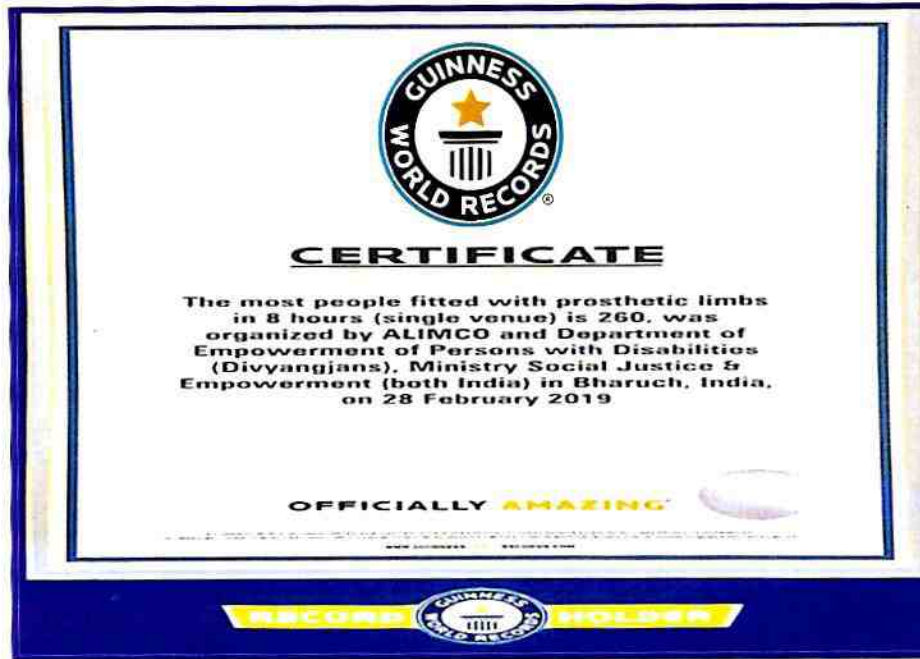 GUINNESS
WORLD RECORDS
®
CERTIFICATE
The most people fitted with prosthetic limbs
in 8 hours (single venue) is 260, was
organized by ALIMCO and Department of
Empowerment of Persons with Disabilities
(Divyangjans), Ministry Social Justice &
Empowerment (both India) in Bharuch, India,
on 28 February 2019
OFFICIALLY AMAZING
RECORD
GUINNESS
WORLD RECORDS
HOLDER